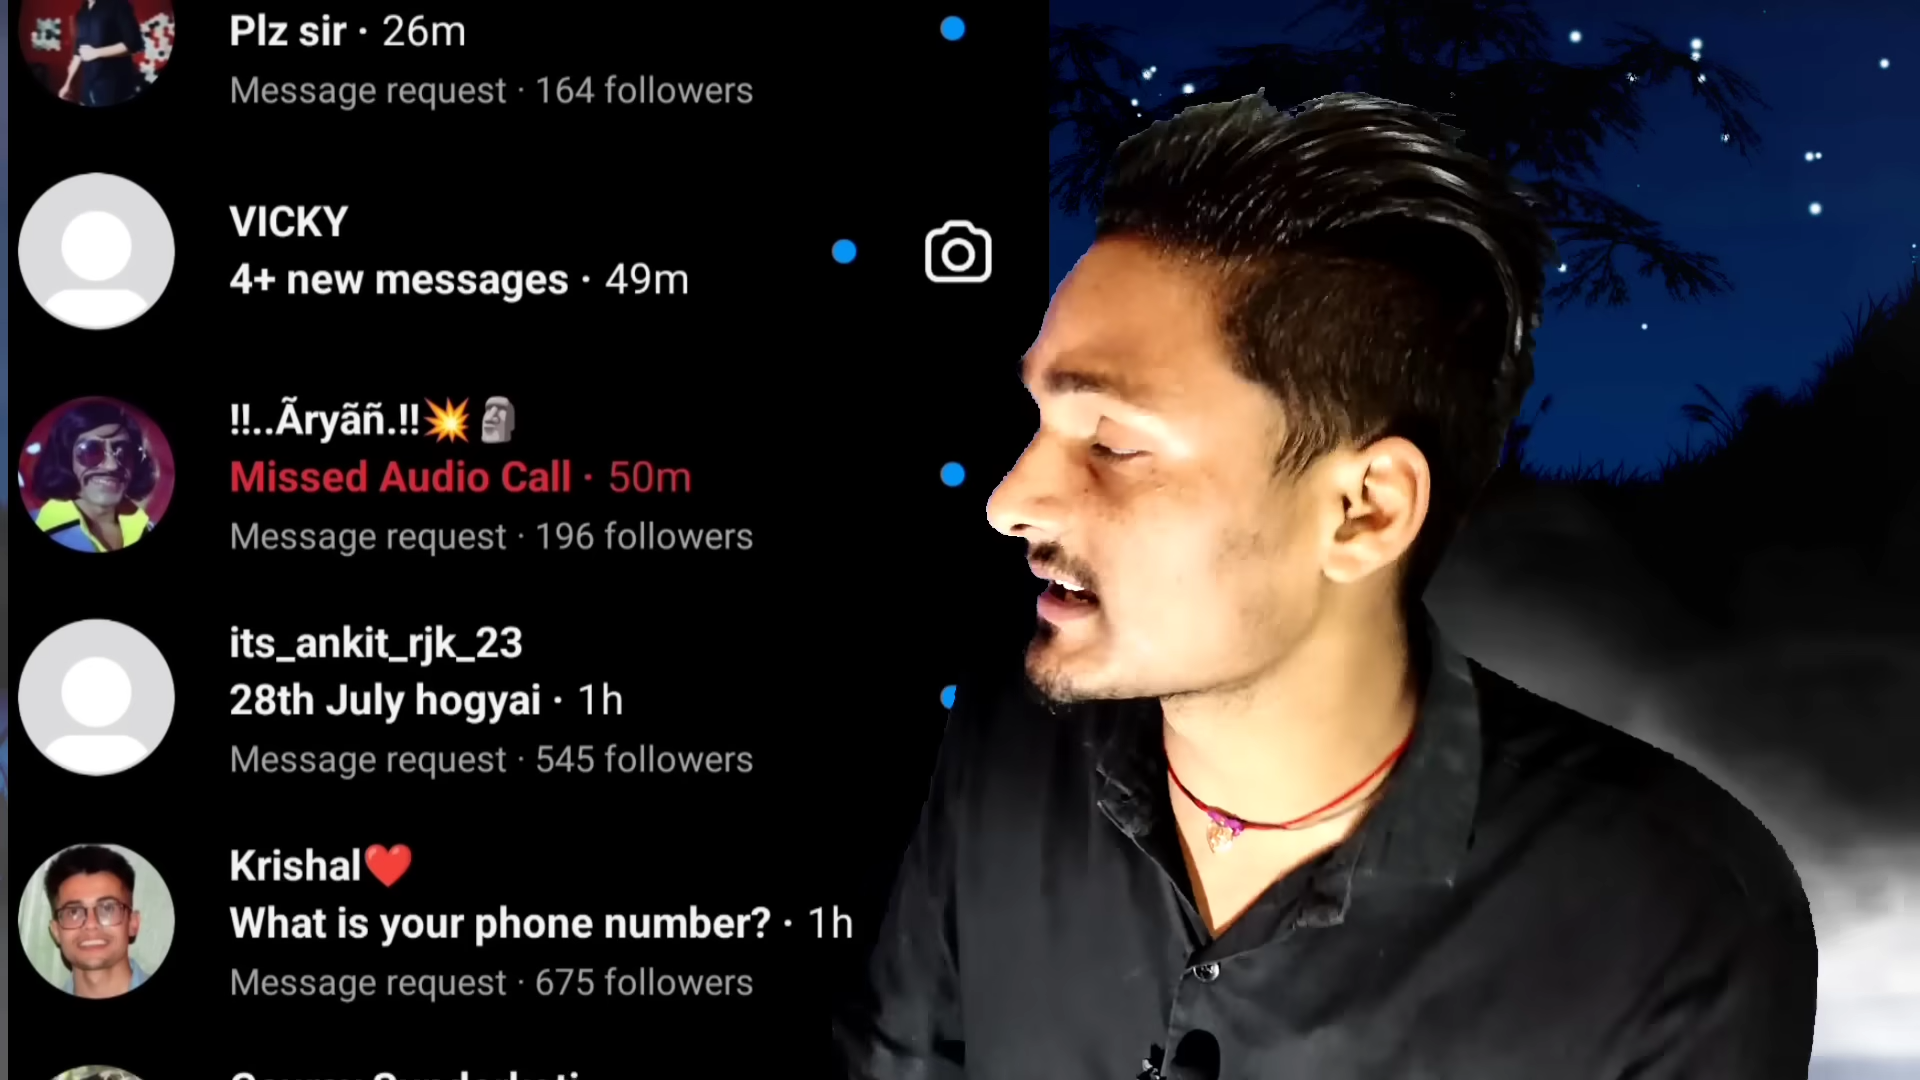 Plz sir · 26m
Message request · 164 followers
VICKY
4+ new messages · 49m
!!..Ãryãñ.!!💥🗿
Missed Audio Call · 50m
Message request · 196 followers
its_ankit_rjk_23
28th July hogyai · 1h
Message request · 545 followers
Krishal❤️
What is your phone number? · 1h
Message request · 675 followers